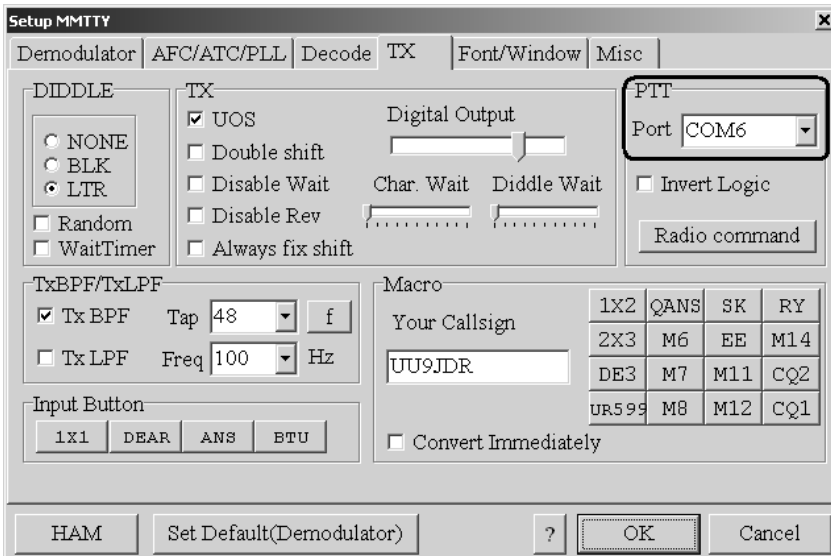 Setup MMTTY
Demodulator AFC/ATC/PLL Decode TX Font/Window Misc
DIDDLE
NONE
BLK
LTR
Random
WaitTimer
TX
UOS
Double shift
Disable Wait
Disable Rev
Always fix shift
Digital Output
Char. Wait Diddle Wait
PTT
Port COM6
Invert Logic
Radio command
TxBPF/TxLPF
Tx BPF Tap 48 f
Tx LPF Freq 100 Hz
Input Button
1X1 DEAR ANS BTU
Macro
Your Callsign
UU9JDR
Convert Immediately
1X2 QANS SK RY
2X3 M6 EE M14
DE3 M7 M11 CQ2
UR599 M8 M12 CQ1
HAM Set Default(Demodulator) ? OK Cancel